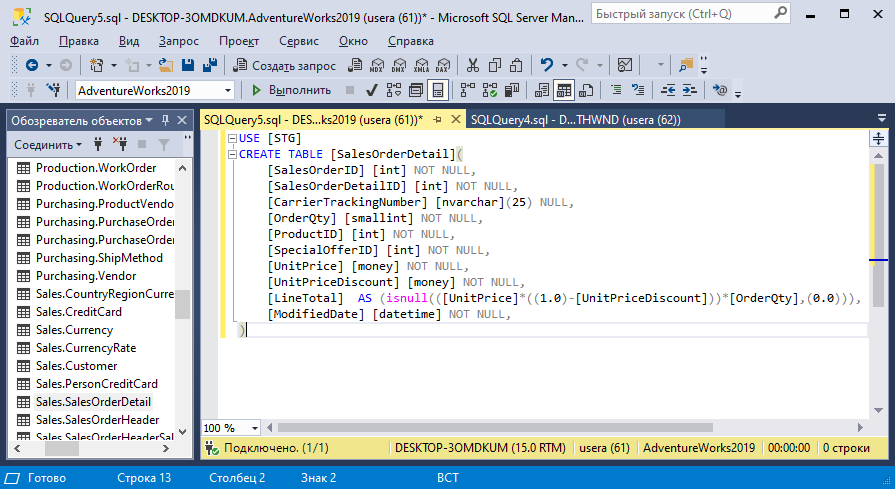 SQLQuery5.sql - DESKTOP-3OMDKUM.AdventureWorks2019 (usera (61))* - Microsoft SQL Server Man...
Быстрый запуск (Ctrl+Q)
Файл Правка Вид Запрос Проект Сервис Окно Справка
Создать запрос MDX DMX XMLA DAX
AdventureWorks2019 Выполнить
Обозреватель объектов
Соединить
Production.WorkOrder
Production.WorkOrderRou
Purchasing.ProductVendo
Purchasing.PurchaseOrder
Purchasing.PurchaseOrder
Purchasing.ShipMethod
Purchasing.Vendor
Sales.CountryRegionCurre
Sales.CreditCard
Sales.Currency
Sales.CurrencyRate
Sales.Customer
Sales.PersonCreditCard
Sales.SalesOrderDetail
Sales.SalesOrderHeader
Sales.SalesOrderHeaderSal
SQLQuery5.sql - DES...ks2019 (usera (61))*
SQLQuery4.sql - D...THWND (usera (62))
USE [STG]
CREATE TABLE [SalesOrderDetail](
[SalesOrderID] [int] NOT NULL,
[SalesOrderDetailID] [int] NOT NULL,
[CarrierTrackingNumber] [nvarchar](25) NULL,
[OrderQty] [smallint] NOT NULL,
[ProductID] [int] NOT NULL,
[SpecialOfferID] [int] NOT NULL,
[UnitPrice] [money] NOT NULL,
[UnitPriceDiscount] [money] NOT NULL,
[LineTotal]  AS (isnull(([UnitPrice]*((1.0)-[UnitPriceDiscount]))*[OrderQty],(0.0))),
[ModifiedDate] [datetime] NOT NULL,
)
100 %
Подключено. (1/1) DESKTOP-3OMDKUM (15.0 RTM) usera (61) AdventureWorks2019 00:00:00 0 строки
Готово Строка 13 Столбец 2 Знак 2 ВСТ